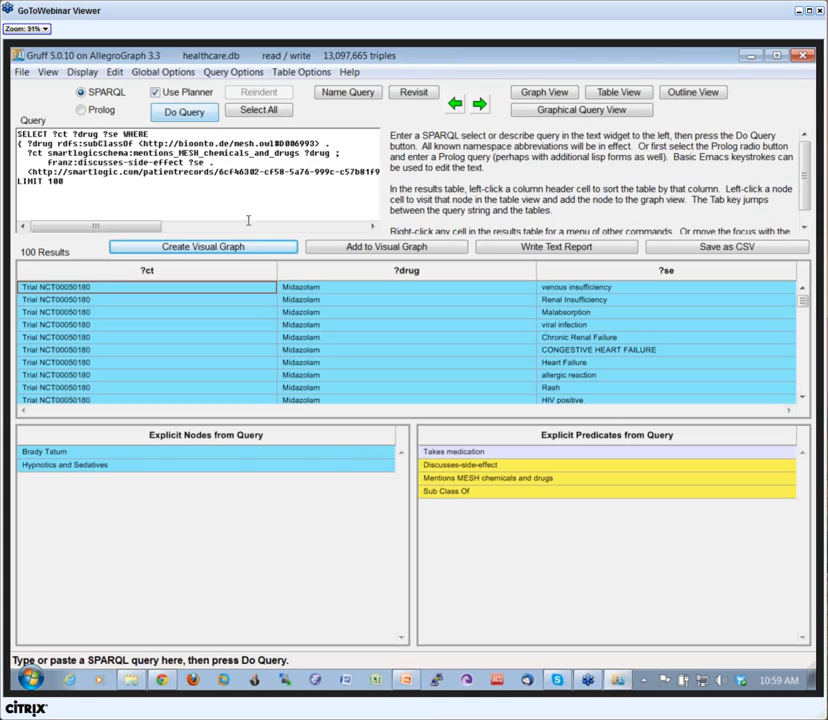 GoToWebinar Viewer
Zoom: 91%
Gruff 5.0.10 on AllegroGraph 3.3 healthcare.db read / write 13,097,665 triples
File View Display Edit Global Options Query Options Table Options Help
SPARQL Use Planner Reindent Name Query Revisit Graph View Table View Outline View
Prolog Do Query Select All Graphical Query View
Query
SELECT ?ct ?drug ?se WHERE
{ ?drug rdfs:subClassOf <http://bioonto.de/mesh.owl#D006993> .
?ct smartlogicschema:mentions_MESH_chemicals_and_drugs ?drug ;
franz:discusses-side-effect ?se .
<http://smartlogic.com/patientrecords/6cf46302-cf58-5a76-999c-c57b81f9
LIMIT 100
Enter a SPARQL select or describe query in the text widget to the left, then press the Do Query
button. All known namespace abbreviations will be in effect. Or first select the Prolog radio button
and enter a Prolog query (perhaps with additional lisp forms as well). Basic Emacs keystrokes can
be used to edit the text.
In the results table, left-click a column header cell to sort the table by that column. Left-click a node
cell to visit that node in the table view and add the node to the graph view. The Tab key jumps
between the query string and the tables.
Right-click any cell in the results table for a menu of other commands. Or move the focus with the
100 Results Create Visual Graph Add to Visual Graph Write Text Report Save as CSV
?ct ?drug ?se
Trial NCT00050180 Midazolam venous insufficiency
Trial NCT00050180 Midazolam Renal Insufficiency
Trial NCT00050180 Midazolam Malabsorption
Trial NCT00050180 Midazolam viral infection
Trial NCT00050180 Midazolam Chronic Renal Failure
Trial NCT00050180 Midazolam CONGESTIVE HEART FAILURE
Trial NCT00050180 Midazolam Heart Failure
Trial NCT00050180 Midazolam allergic reaction
Trial NCT00050180 Midazolam Rash
Trial NCT00050180 Midazolam HIV positive
Explicit Nodes from Query Explicit Predicates from Query
Brady Tatum Takes medication
Hypnotics and Sedatives Discusses-side-effect
Mentions MESH chemicals and drugs
Sub Class Of
Type or paste a SPARQL query here, then press Do Query.
10:59 AM
CITRIX